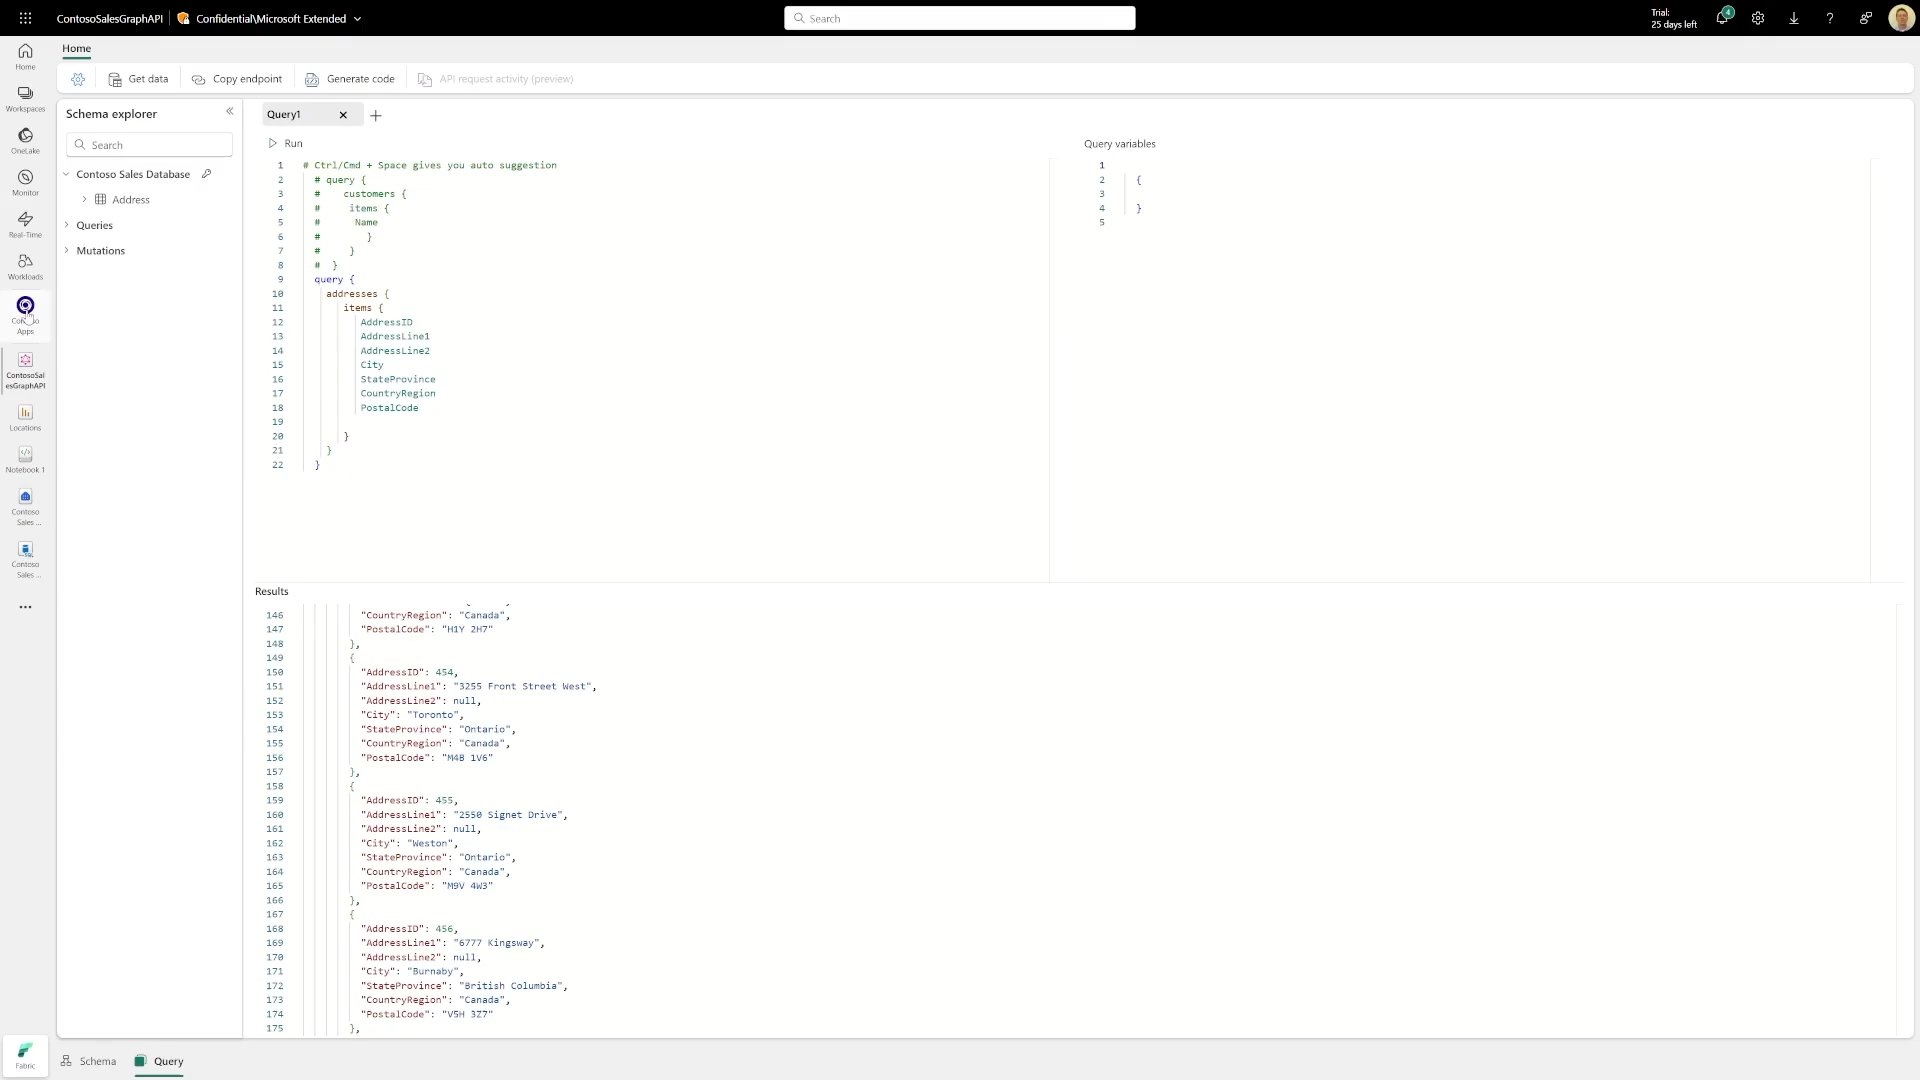 ContosoSalesGraphAPI
Confidential\Microsoft Extended
Search
Trial:
25 days left
4
?
Home
Home
Get data
Copy endpoint
Generate code
API request activity (preview)
Workspaces
OneLake
Monitor
Real-Time
Workloads
Apps
ContosoSal
esGraphAPI
Locations
Notebook 1
Contoso
Sales ...
Contoso
Sales ...
Fabric
Schema explorer
Search
Contoso Sales Database
Address
Queries
Mutations
Query1
Run
1 # Ctrl/Cmd + Space gives you auto suggestion
2 # query {
3 # customers {
4 # items {
5 # Name
6 # }
7 # }
8 # }
9 query {
10 addresses {
11 items {
12 AddressID
13 AddressLine1
14 AddressLine2
15 City
16 StateProvince
17 CountryRegion
18 PostalCode
19
20 }
21 }
22 }
Query variables
1
2 {
3
4 }
5
Results
146 "CountryRegion": "Canada",
147 "PostalCode": "H1Y 2H7"
148 },
149 {
150 "AddressID": 454,
151 "AddressLine1": "3255 Front Street West",
152 "AddressLine2": null,
153 "City": "Toronto",
154 "StateProvince": "Ontario",
155 "CountryRegion": "Canada",
156 "PostalCode": "M4B 1V6"
157 },
158 {
159 "AddressID": 455,
160 "AddressLine1": "2550 Signet Drive",
161 "AddressLine2": null,
162 "City": "Weston",
163 "StateProvince": "Ontario",
164 "CountryRegion": "Canada",
165 "PostalCode": "M9V 4W3"
166 },
167 {
168 "AddressID": 456,
169 "AddressLine1": "6777 Kingsway",
170 "AddressLine2": null,
171 "City": "Burnaby",
172 "StateProvince": "British Columbia",
173 "CountryRegion": "Canada",
174 "PostalCode": "V5H 3Z7"
175 },
Schema
Query